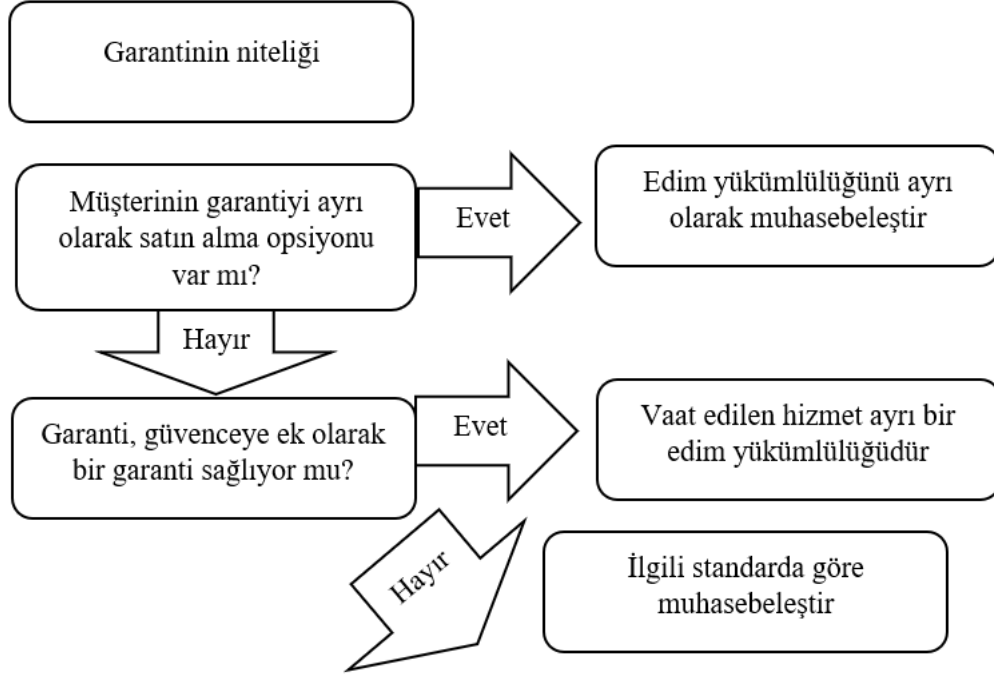 Garantinin niteliği
Müşterinin garantiyi ayrı
olarak satın alma opsiyonu
var mı?
Evet
Edim yükümlülüğünü ayrı
olarak muhasebeleştir
Hayır
Garanti, güvenceye ek olarak
bir garanti sağlıyor mu?
Evet
Vaat edilen hizmet ayrı bir
edim yükümlülüğüdür
Hayır
İlgili standarda göre
muhasebeleştir